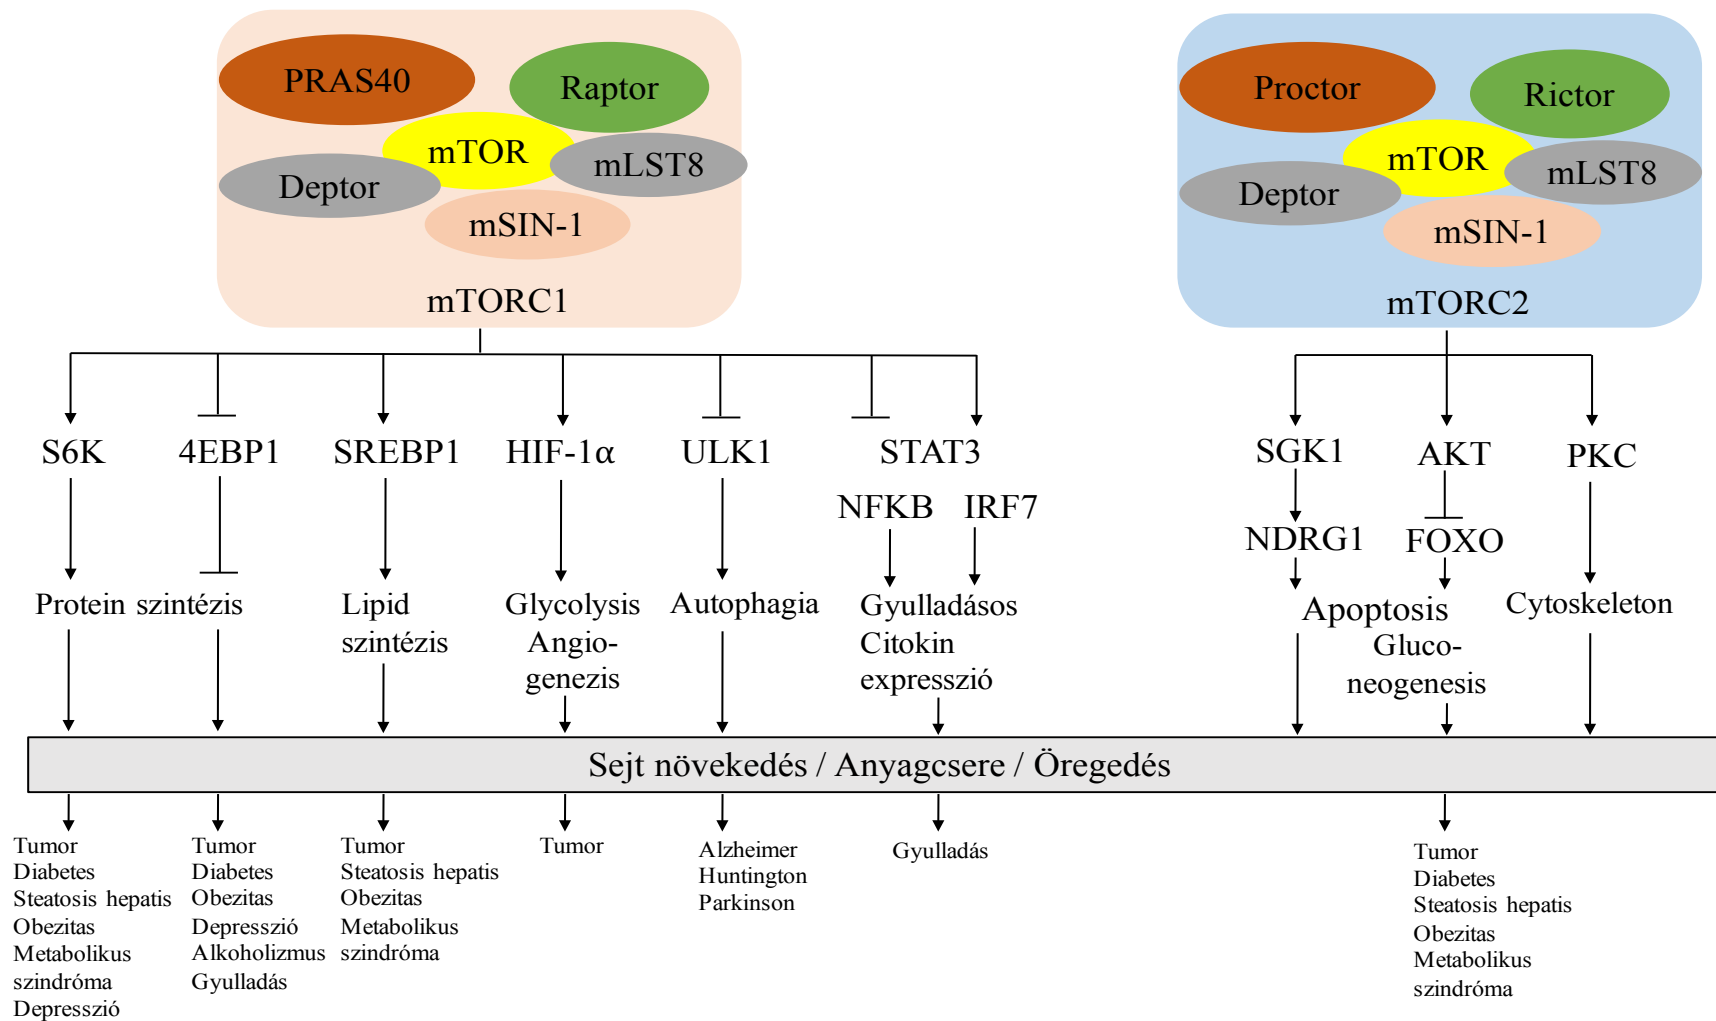 PRAS40
Raptor
mTOR
mLST8
Deptor
mSIN-1
mTORC1
Proctor
Rictor
mTOR
mLST8
Deptor
mSIN-1
mTORC2
S6K
4EBP1
SREBP1
HIF-1α
ULK1
STAT3
NFKB
IRF7
SGK1
AKT
PKC
NDRG1
FOXO
Protein szintézis
Lipid
szintézis
Glycolysis
Angio-
genezis
Autophagia
Gyulladásos
Citokin
expresszió
Apoptosis
Gluco-
neogenesis
Cytoskeleton
Sejt növekedés / Anyagcsere / Öregedés
Tumor
Diabetes
Steatosis hepatis
Obezitas
Metabolikus
szindróma
Depresszió
Tumor
Diabetes
Obezitas
Depresszió
Alkoholizmus
Gyulladás
Tumor
Steatosis hepatis
Obezitas
Metabolikus
szindróma
Tumor
Alzheimer
Huntington
Parkinson
Gyulladás
Tumor
Diabetes
Steatosis hepatis
Obezitas
Metabolikus
szindróma